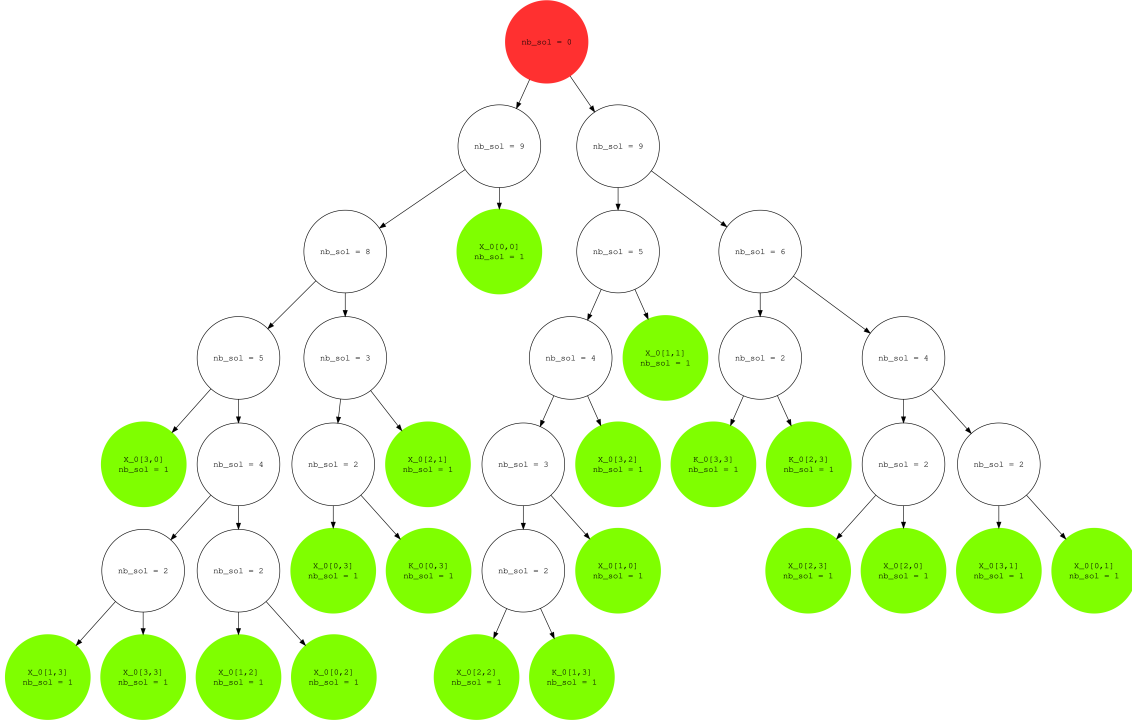 nb_sol = 0
nb_sol = 9
nb_sol = 9
nb_sol = 8
X_0[0,0]
nb_sol = 1
nb_sol = 5
nb_sol = 6
nb_sol = 5
nb_sol = 3
nb_sol = 4
X_0[1,1]
nb_sol = 1
nb_sol = 2
nb_sol = 4
X_0[3,0]
nb_sol = 1
nb_sol = 4
nb_sol = 2
X_0[2,1]
nb_sol = 1
nb_sol = 3
X_0[3,2]
nb_sol = 1
K_0[3,3]
nb_sol = 1
K_0[2,3]
nb_sol = 1
nb_sol = 2
nb_sol = 2
nb_sol = 2
nb_sol = 2
X_0[0,3]
nb_sol = 1
K_0[0,3]
nb_sol = 1
nb_sol = 2
X_0[1,0]
nb_sol = 1
X_0[2,3]
nb_sol = 1
X_0[2,0]
nb_sol = 1
X_0[3,1]
nb_sol = 1
X_0[0,1]
nb_sol = 1
X_0[1,3]
nb_sol = 1
X_0[3,3]
nb_sol = 1
X_0[1,2]
nb_sol = 1
X_0[0,2]
nb_sol = 1
X_0[2,2]
nb_sol = 1
K_0[1,3]
nb_sol = 1